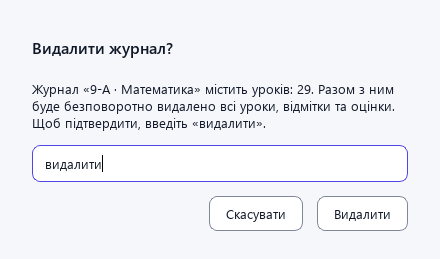 Видалити журнал?
Журнал «9-А · Математика» містить уроків: 29. Разом з ним
буде безповоротно видалено всі уроки, відмітки та оцінки.
Щоб підтвердити, введіть «видалити».
видалити
Скасувати
Видалити